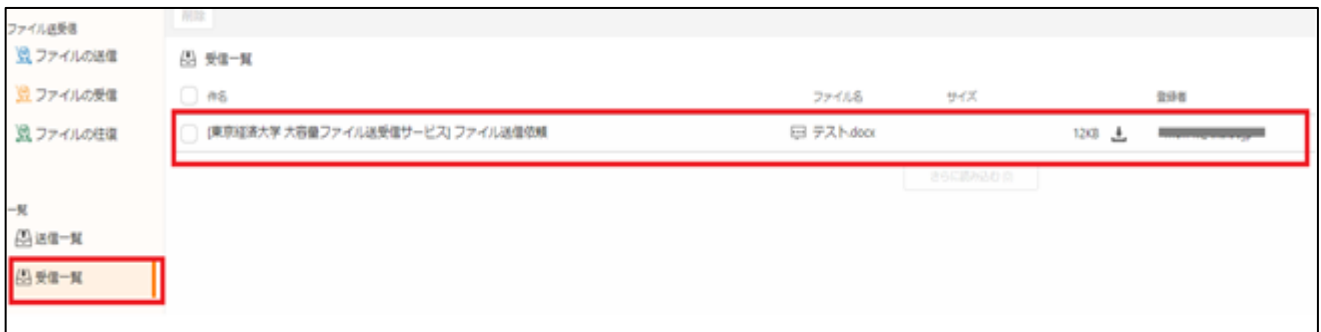 削除
ファイル送受信
ファイルの送信
ファイルの受信
ファイルの往復
一覧
送信一覧
受信一覧
受信一覧
件名 ファイル名 サイズ 登録者
[東京経済大学 大容量ファイル送受信サービス] ファイル送信依頼 テスト.docx 12KB
さらに読み込む (0)